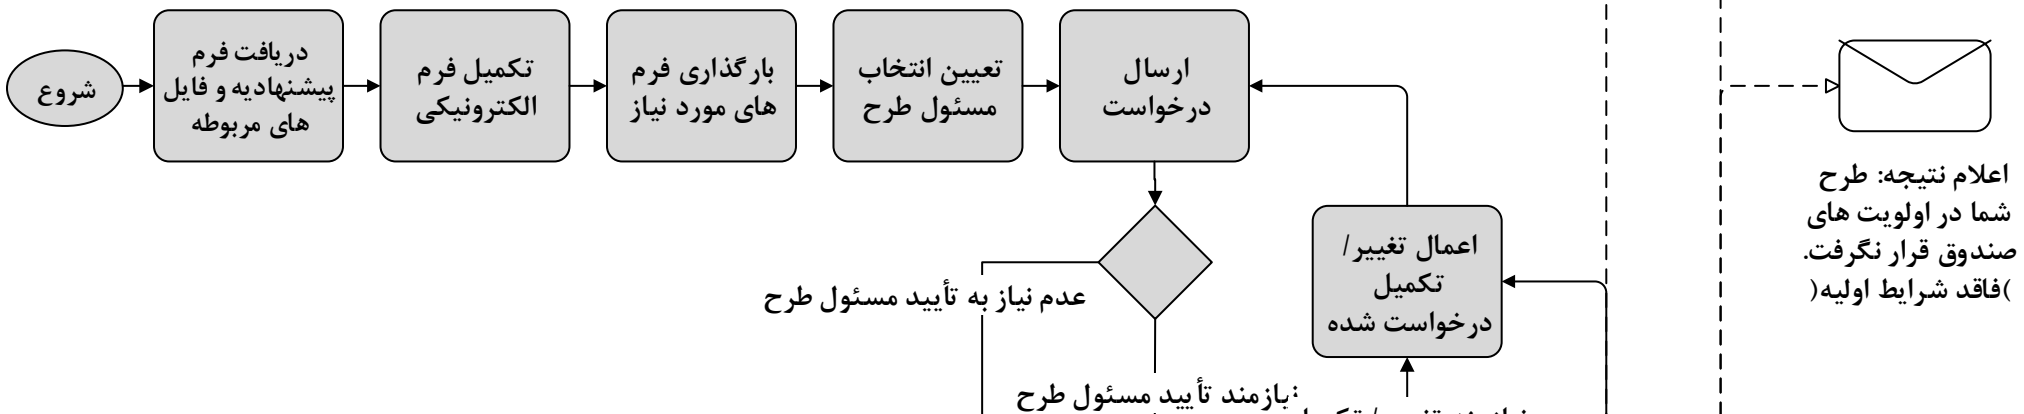 شروع
دریافت فرم
پیشنهادیه و فایل
های مربوطه
تکمیل فرم
الکترونیکی
بارگذاری فرم
های مورد نیاز
تعیین انتخاب
مسئول طرح
ارسال
درخواست
اعلام نتیجه: طرح
شما در اولویت های
صندوق قرار نگرفت.
)فاقد شرایط اولیه(
اعمال تغییر/
تکمیل
درخواست شده
عدم نیاز به تأیید مسئول طرح
نیازمند تأیید مسئول طرح